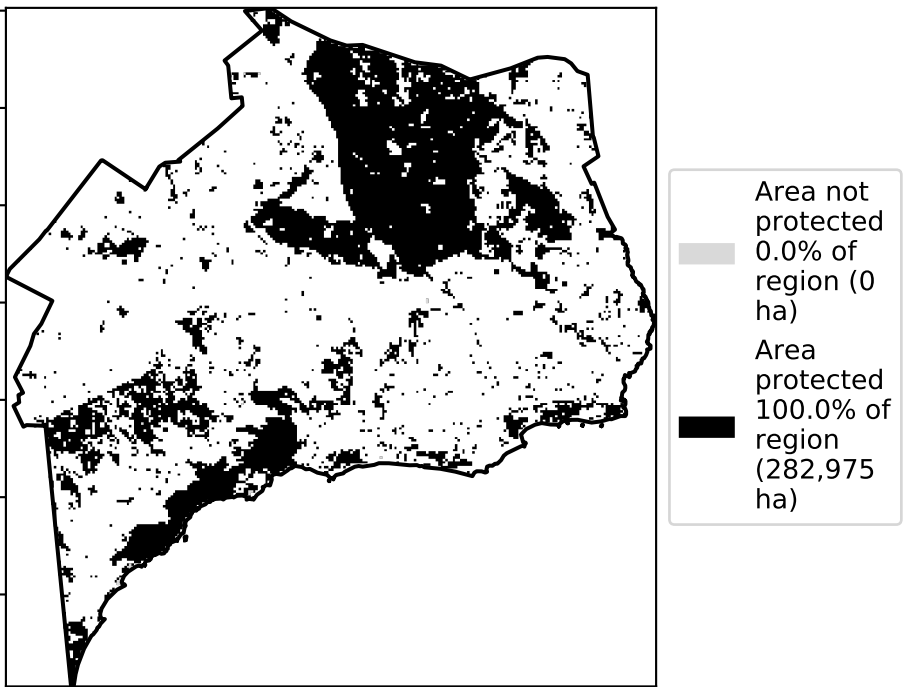 Area not
protected
0.0% of
region (0
ha)
Area
protected
100.0% of
region
(282,975
ha)